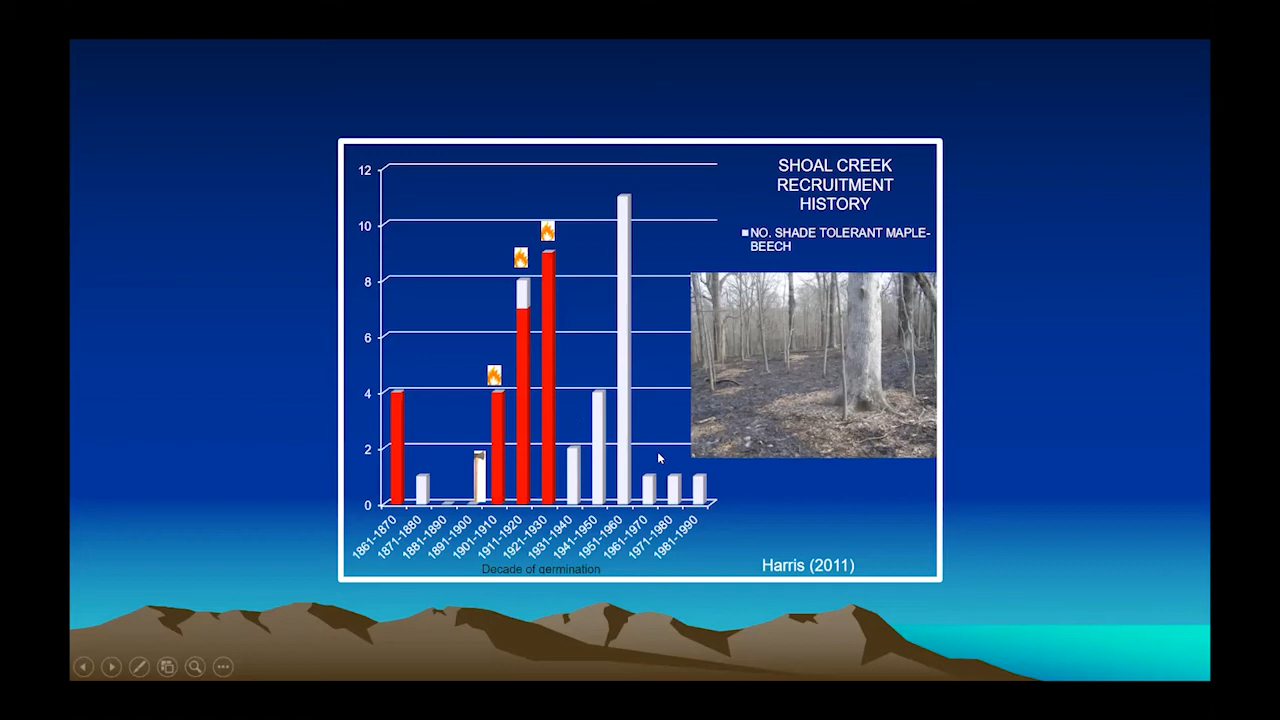 SHOAL CREEK
RECRUITMENT
HISTORY
NO. SHADE TOLERANT MAPLE-
BEECH
12
10
8
6
4
2
0
1861-1870
1871-1880
1881-1890
1891-1900
1901-1910
1911-1920
1921-1930
1931-1940
1941-1950
1951-1960
1961-1970
1971-1980
1981-1990
Decade of germination
Harris (2011)